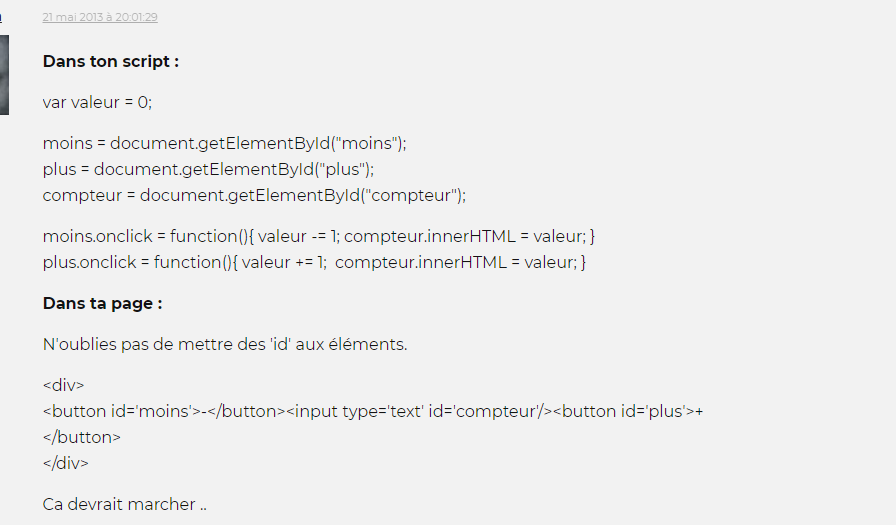 21 mai 2013 à 20:01:29
Dans ton script :
var valeur = 0;
moins = document.getElementById("moins");
plus = document.getElementById("plus");
compteur = document.getElementById("compteur");
moins.onclick = function(){ valeur -= 1; compteur.innerHTML = valeur; }
plus.onclick = function(){ valeur += 1;  compteur.innerHTML = valeur; }
Dans ta page :
N'oublies pas de mettre des 'id' aux éléments.
<div>
<button id='moins'>-</button><input type='text' id='compteur'/><button id='plus'>+
</button>
</div>
Ca devrait marcher ..